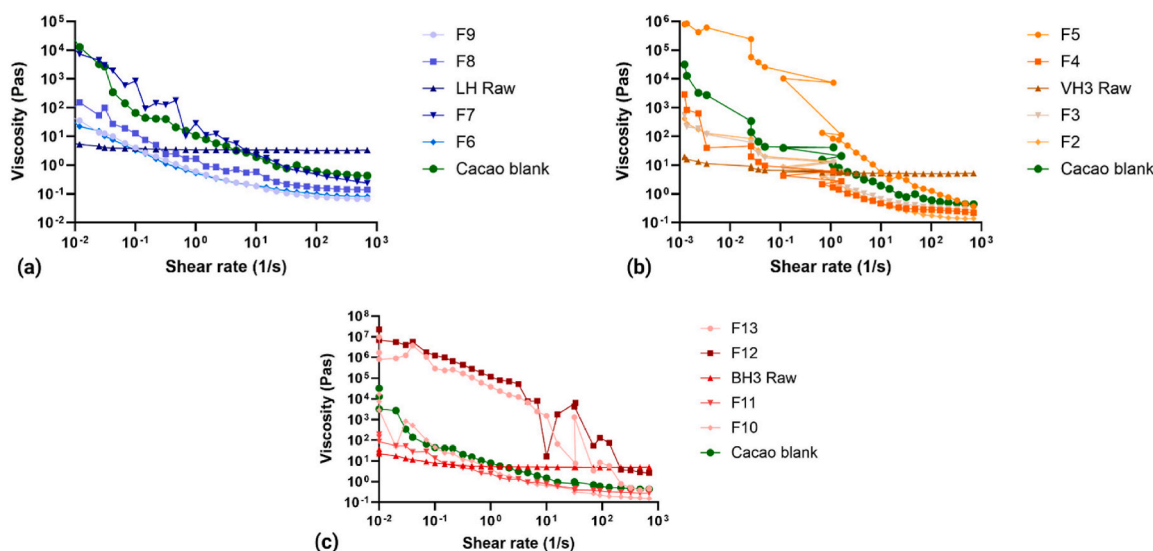 Viscosity (Pas)
10^5
10^4
10^3
10^2
10^1
10^0
10^-1
10^-2
10^-2 10^-1 10^0 10^1 10^2 10^3
Shear rate (1/s)
(a)
F9
F8
LH Raw
F7
F6
Cacao blank
Viscosity (Pas)
10^6
10^5
10^4
10^3
10^2
10^1
10^0
10^-1
10^-3 10^-2 10^-1 10^0 10^1 10^2 10^3
Shear rate (1/s)
(b)
F5
F4
VH3 Raw
F3
F2
Cacao blank
Viscosity (Pas)
10^8
10^7
10^6
10^5
10^4
10^3
10^2
10^1
10^0
10^-1
10^-2 10^-1 10^0 10^1 10^2 10^3
Shear rate (1/s)
(c)
F13
F12
BH3 Raw
F11
F10
Cacao blank